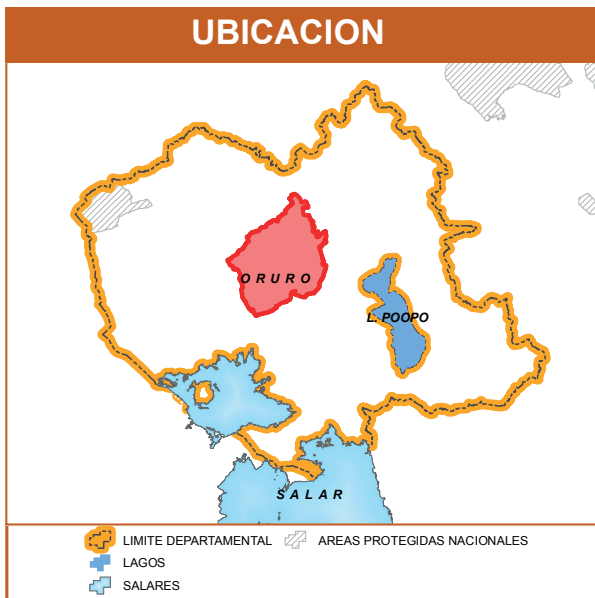 UBICACION
ORURO
L. POOPO
SALAR
LIMITE DEPARTAMENTAL
AREAS PROTEGIDAS NACIONALES
LAGOS
SALARES